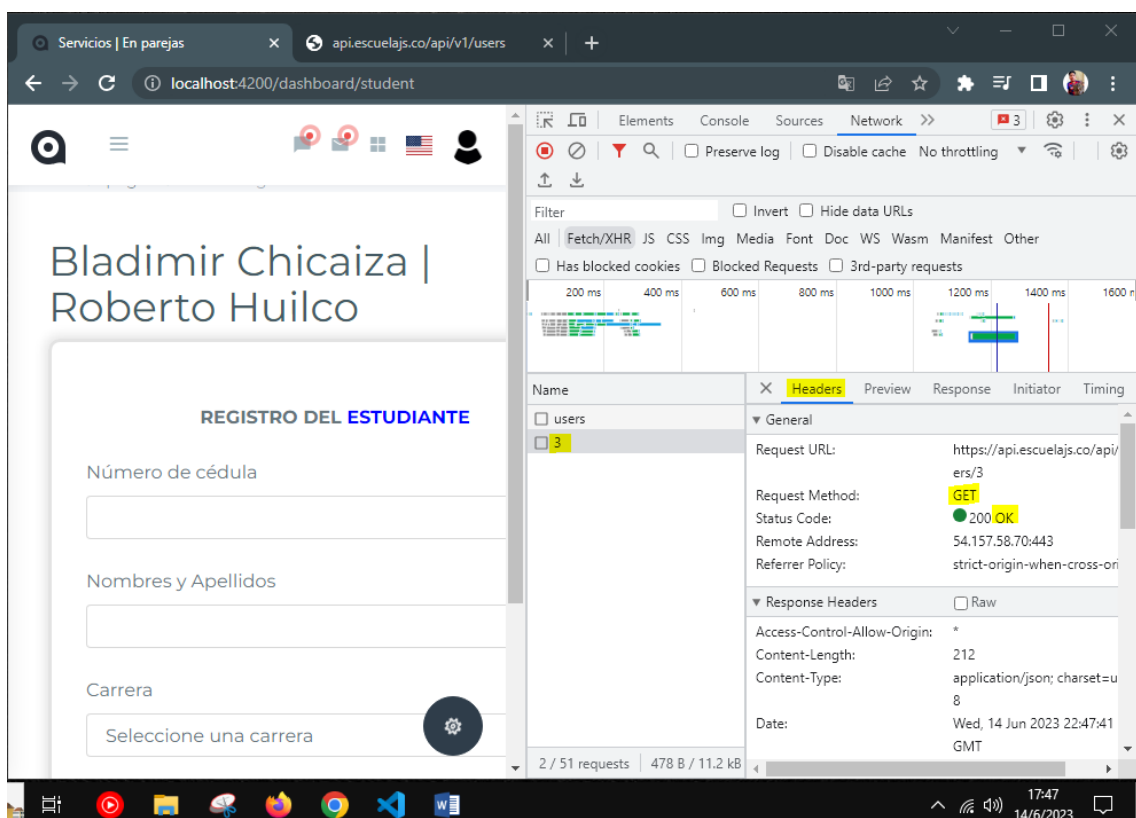 Servicios | En parejas
api.escuelajs.co/api/v1/users
localhost:4200/dashboard/student
Bladimir Chicaiza |
Roberto Huilco
REGISTRO DEL ESTUDIANTE
Número de cédula
Nombres y Apellidos
Carrera
Seleccione una carrera
Elements Console Sources Network
3
Preserve log Disable cache No throttling
Filter
Invert Hide data URLs
All Fetch/XHR JS CSS Img Media Font Doc WS Wasm Manifest Other
Has blocked cookies Blocked Requests 3rd-party requests
200 ms 400 ms 600 ms 800 ms 1000 ms 1200 ms 1400 ms 1600 m
Name
users
3
2 / 51 requests 478 B / 11.2 kB
Headers Preview Response Initiator Timing
General
Request URL: https://api.escuelajs.co/api/
ers/3
Request Method: GET
Status Code: 200 OK
Remote Address: 54.157.58.70:443
Referrer Policy: strict-origin-when-cross-ori
Response Headers Raw
Access-Control-Allow-Origin: *
Content-Length: 212
Content-Type: application/json; charset=u
8
Date: Wed, 14 Jun 2023 22:47:41
GMT
17:47
14/6/2023